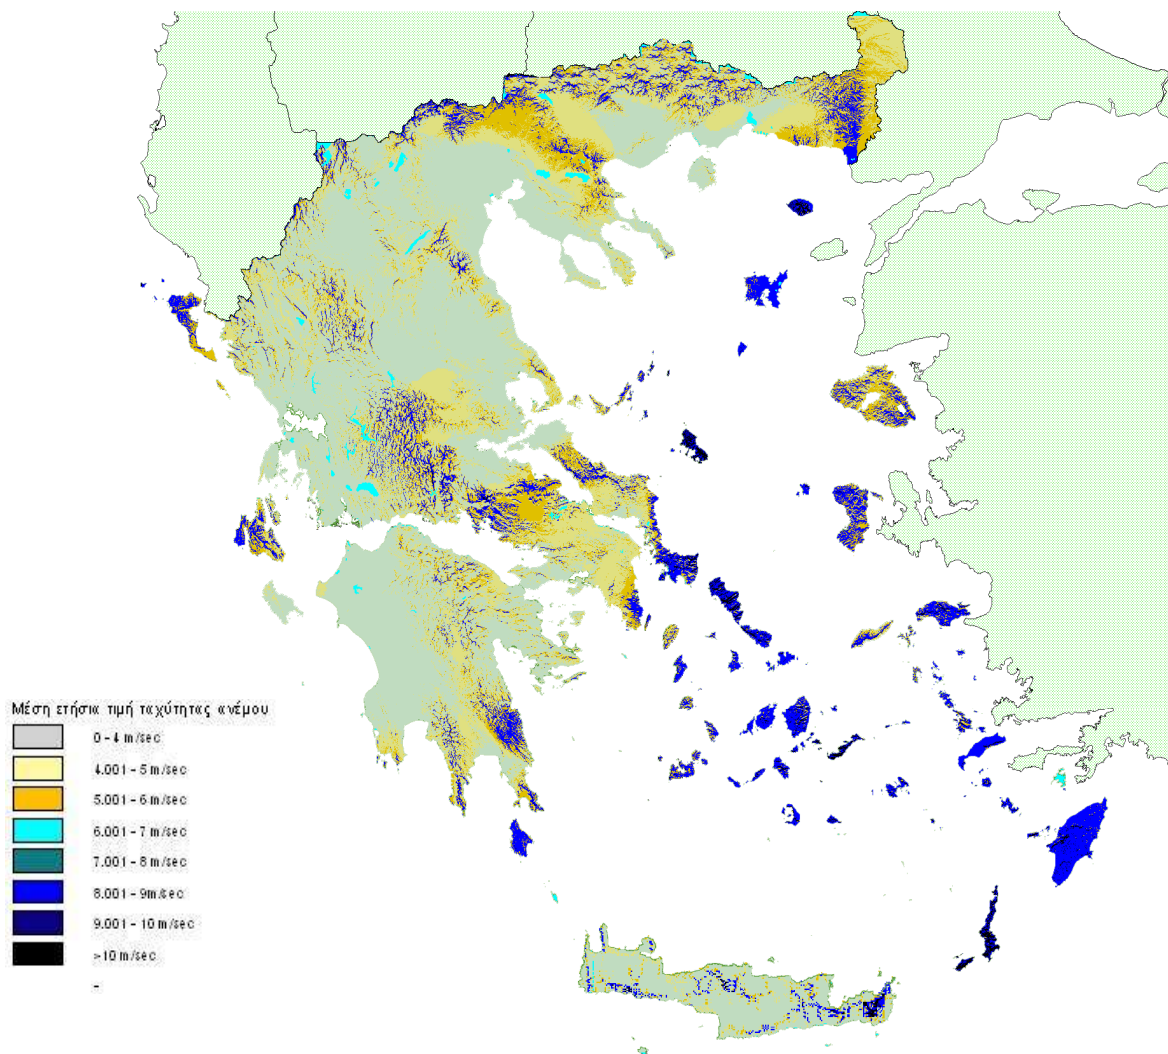 Μέση ετήσια τιμή ταχύτητας ανέμου
0 - 4 m/sec
4.001 - 5 m/sec
5.001 - 6 m/sec
6.001 - 7 m/sec
7.001 - 8 m/sec
8.001 - 9m/sec
9.001 - 10 m/sec
>10 m/sec
-